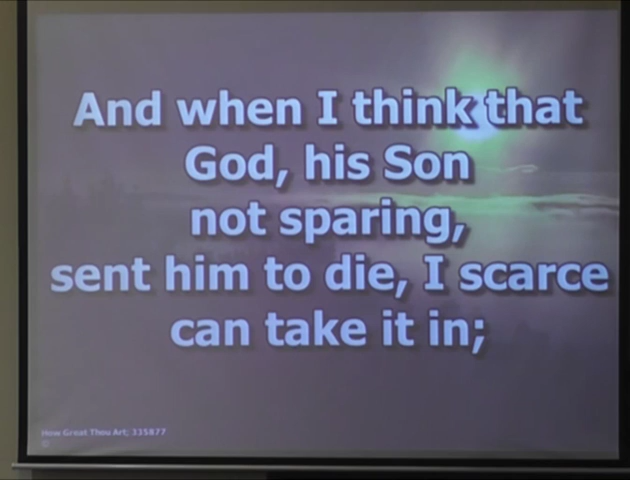 And when I think that
God, his Son
not sparing,
sent him to die, I scarce
can take it in;
How Great Thou Art; 335877
©